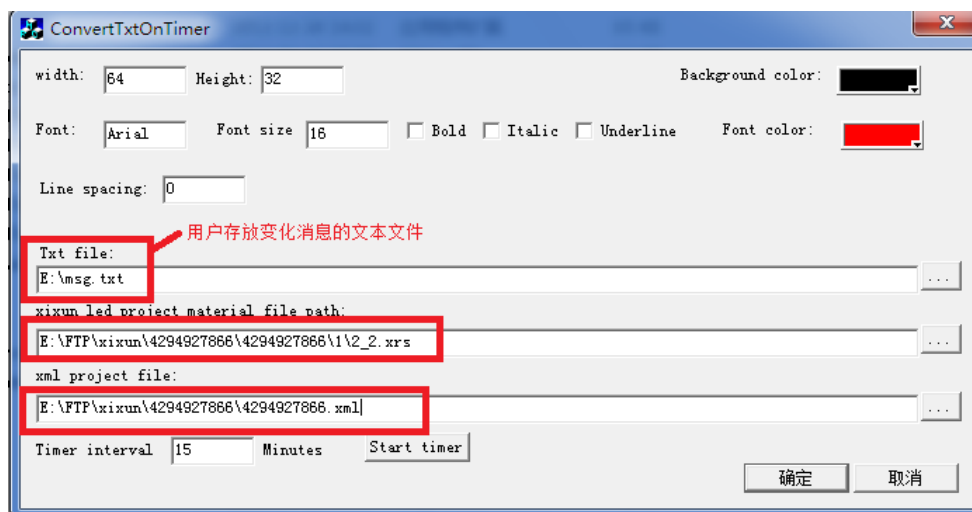 ConvertTxtOnTimer
width: 64 Height: 32 Background color:
Font: Arial Font size 16 Bold Italic Underline Font color:
Line spacing: 0
用户存放变化消息的文本文件
Txt file:
E:\msg.txt ...
xixun led project material file path:
E:\FTP\xixun\4294927866\4294927866\1\2_2.xrs ...
xml project file:
E:\FTP\xixun\4294927866\4294927866.xml ...
Timer interval 15 Minutes Start timer
确定 取消